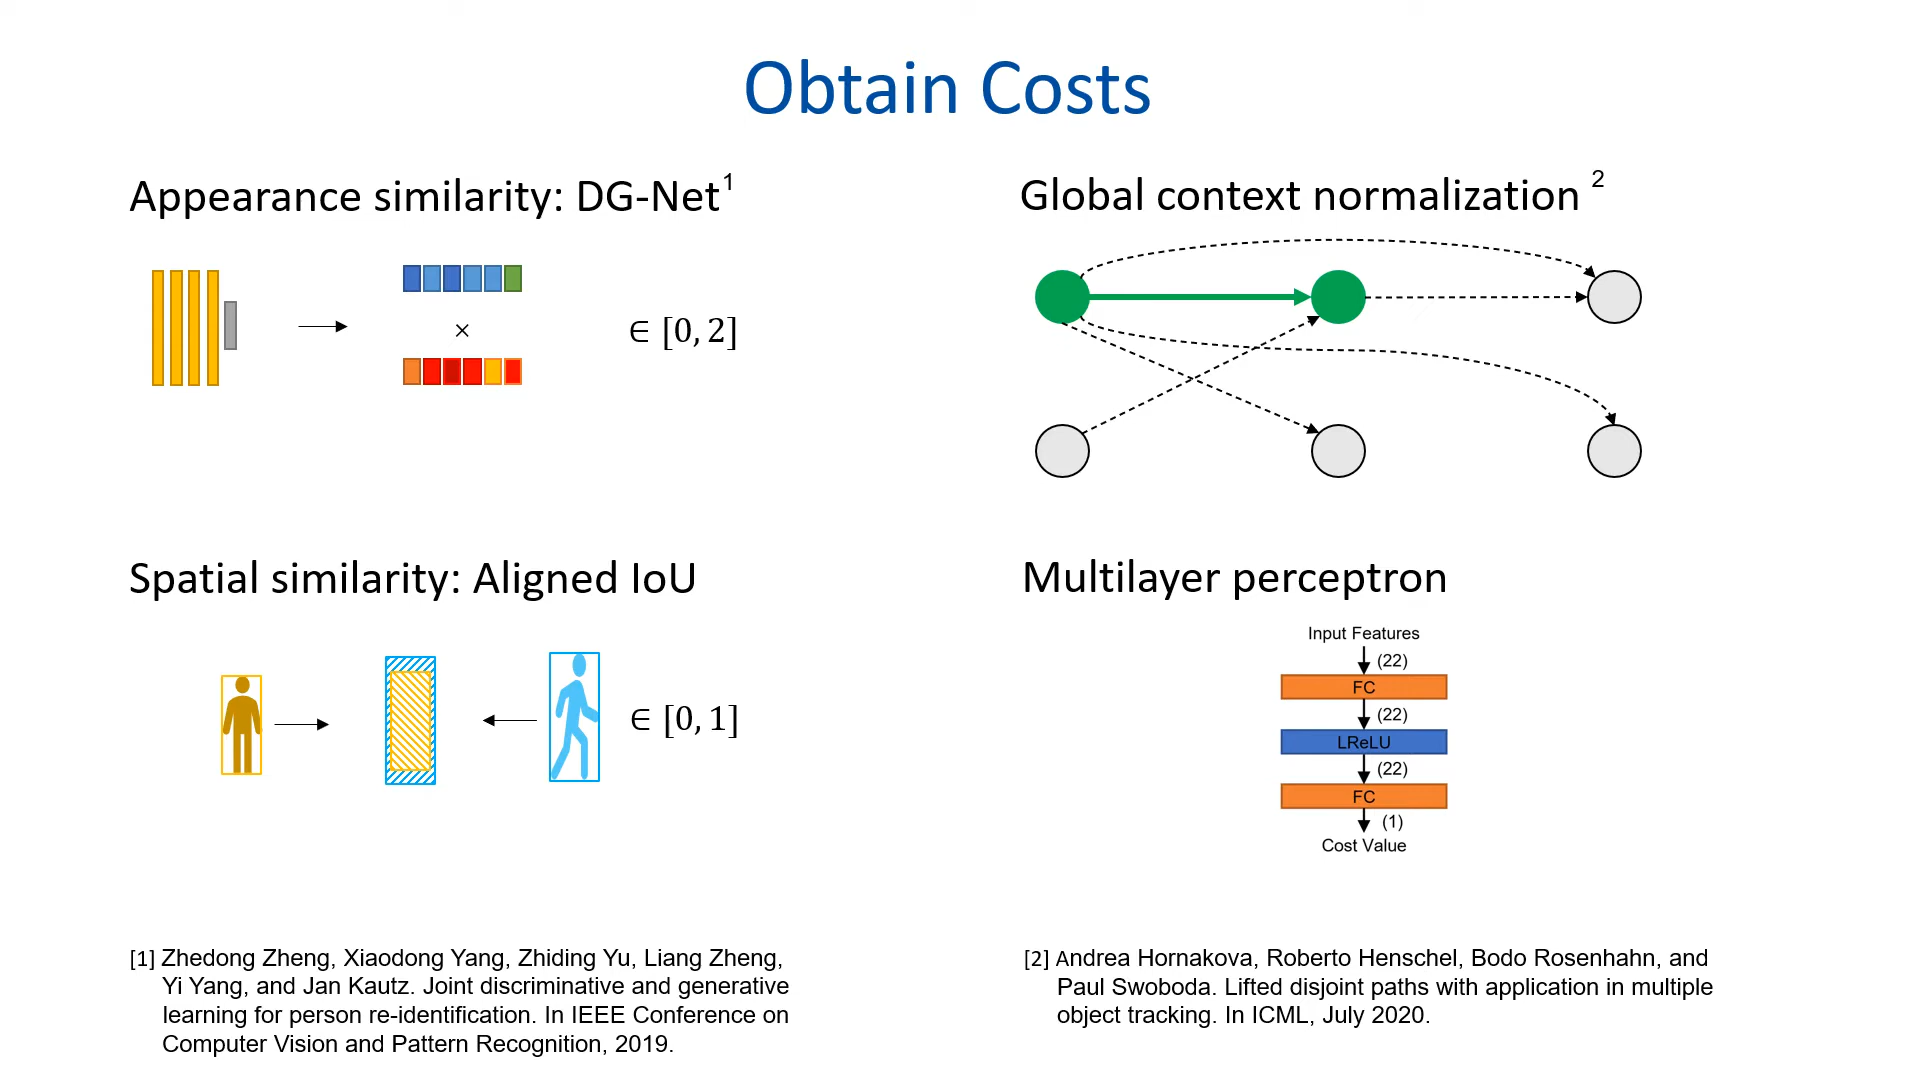 Obtain Costs
Appearance similarity: DG-Net1
×
∈ [0, 2]
Spatial similarity: Aligned IoU
∈ [0, 1]
[1] Zhedong Zheng, Xiaodong Yang, Zhiding Yu, Liang Zheng,
Yi Yang, and Jan Kautz. Joint discriminative and generative
learning for person re-identification. In IEEE Conference on
Computer Vision and Pattern Recognition, 2019.
Global context normalization 2
Multilayer perceptron
Input Features
(22)
FC
(22)
LReLU
(22)
FC
(1)
Cost Value
[2] Andrea Hornakova, Roberto Henschel, Bodo Rosenhahn, and
Paul Swoboda. Lifted disjoint paths with application in multiple
object tracking. In ICML, July 2020.